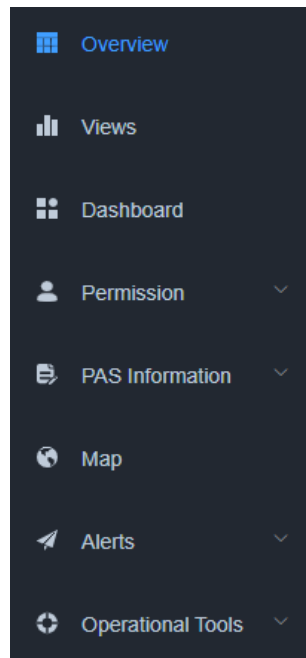 Overview
Views
Dashboard
Permission
PAS Information
Map
Alerts
Operational Tools